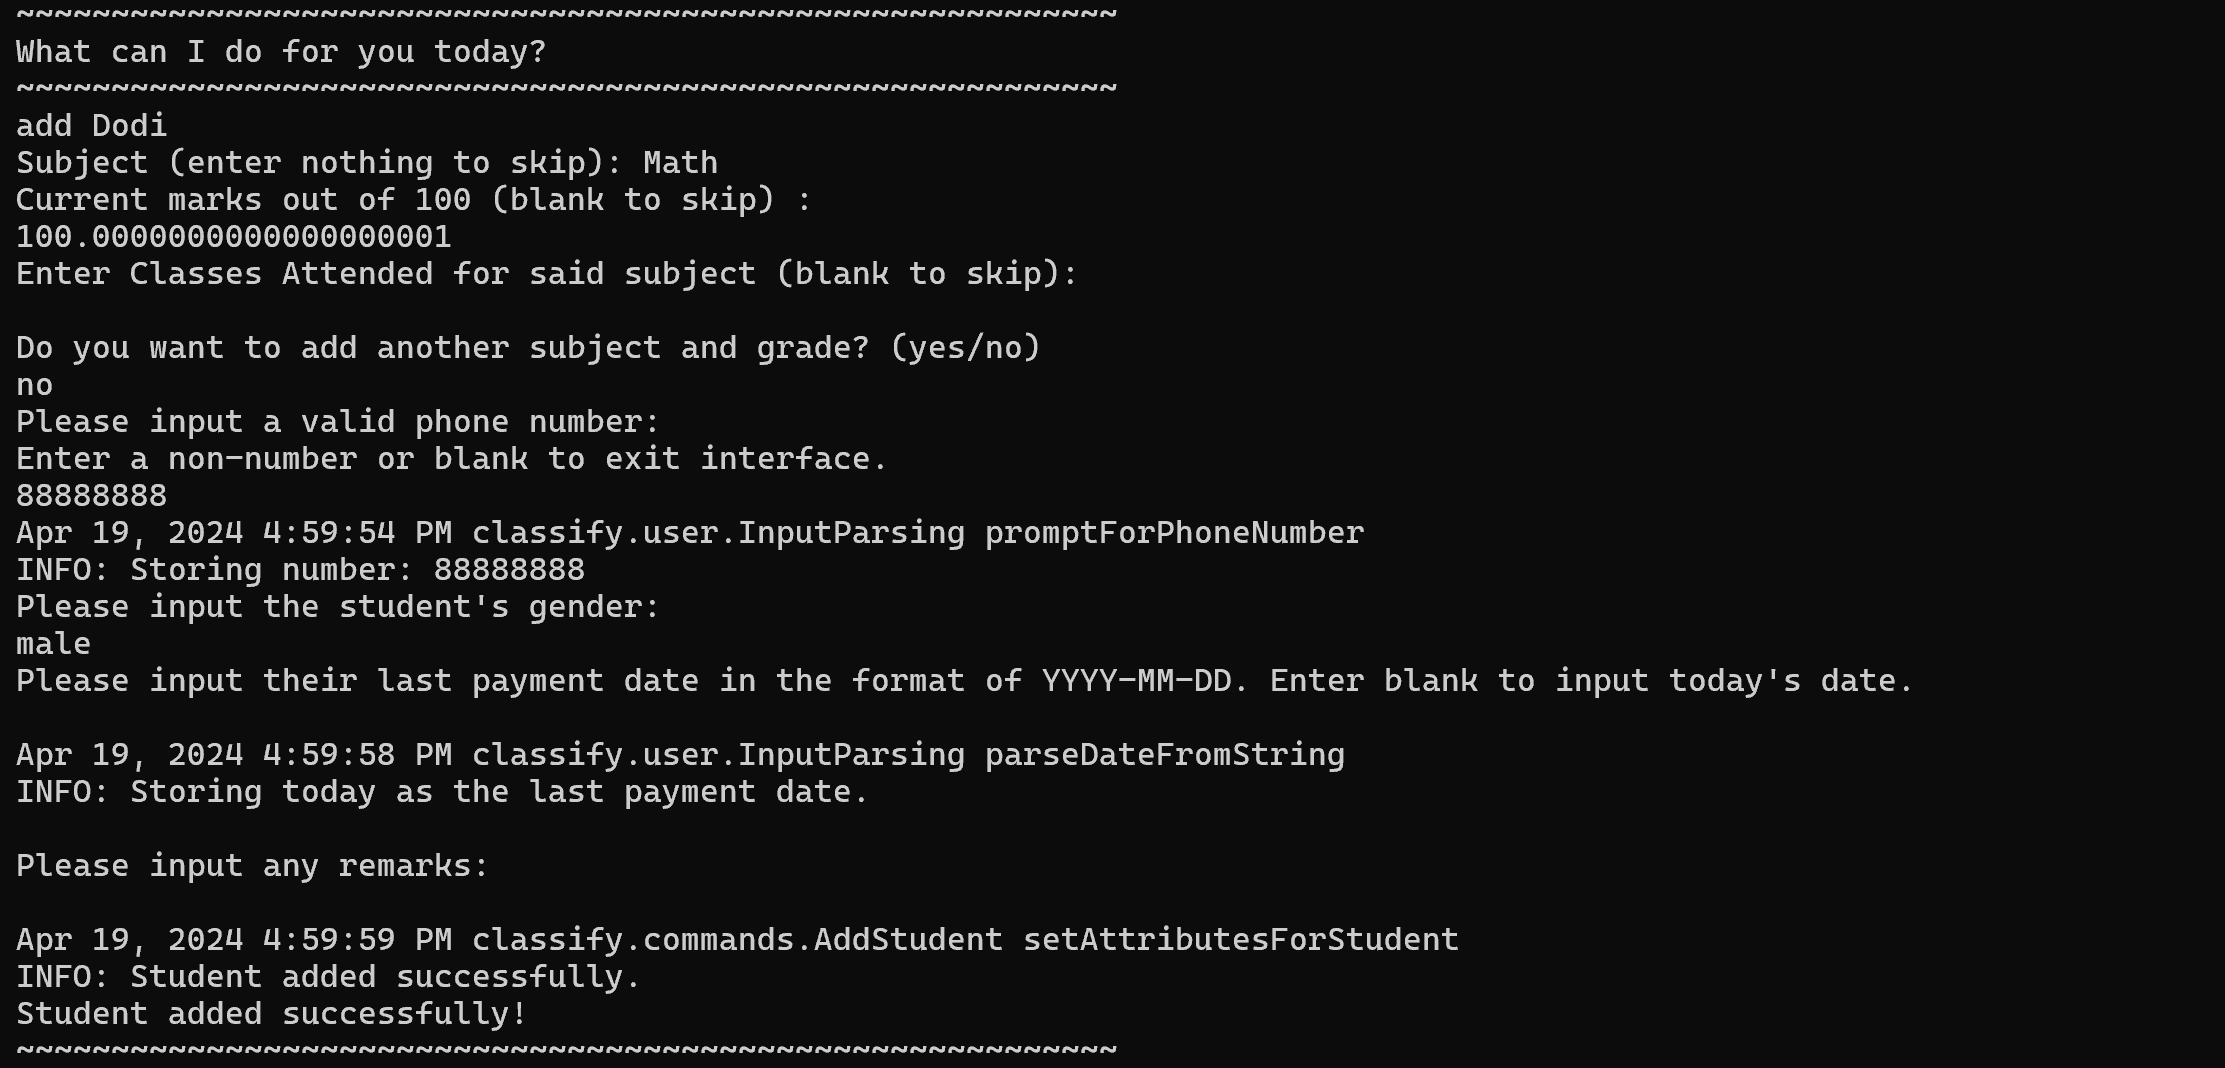 ~~~~~~~~~~~~~~~~~~~~~~~~~~~~~~~~~~~~~~~~~~~~~~~~~~~~~~~~~~
What can I do for you today?
~~~~~~~~~~~~~~~~~~~~~~~~~~~~~~~~~~~~~~~~~~~~~~~~~~~~~~~~~~
add Dodi
Subject (enter nothing to skip): Math
Current marks out of 100 (blank to skip) :
100.0000000000000000001
Enter Classes Attended for said subject (blank to skip):

Do you want to add another subject and grade? (yes/no)
no
Please input a valid phone number:
Enter a non-number or blank to exit interface.
88888888
Apr 19, 2024 4:59:54 PM classify.user.InputParsing promptForPhoneNumber
INFO: Storing number: 88888888
Please input the student's gender:
male
Please input their last payment date in the format of YYYY-MM-DD. Enter blank to input today's date.

Apr 19, 2024 4:59:58 PM classify.user.InputParsing parseDateFromString
INFO: Storing today as the last payment date.

Please input any remarks:

Apr 19, 2024 4:59:59 PM classify.commands.AddStudent setAttributesForStudent
INFO: Student added successfully.
Student added successfully!
~~~~~~~~~~~~~~~~~~~~~~~~~~~~~~~~~~~~~~~~~~~~~~~~~~~~~~~~~~